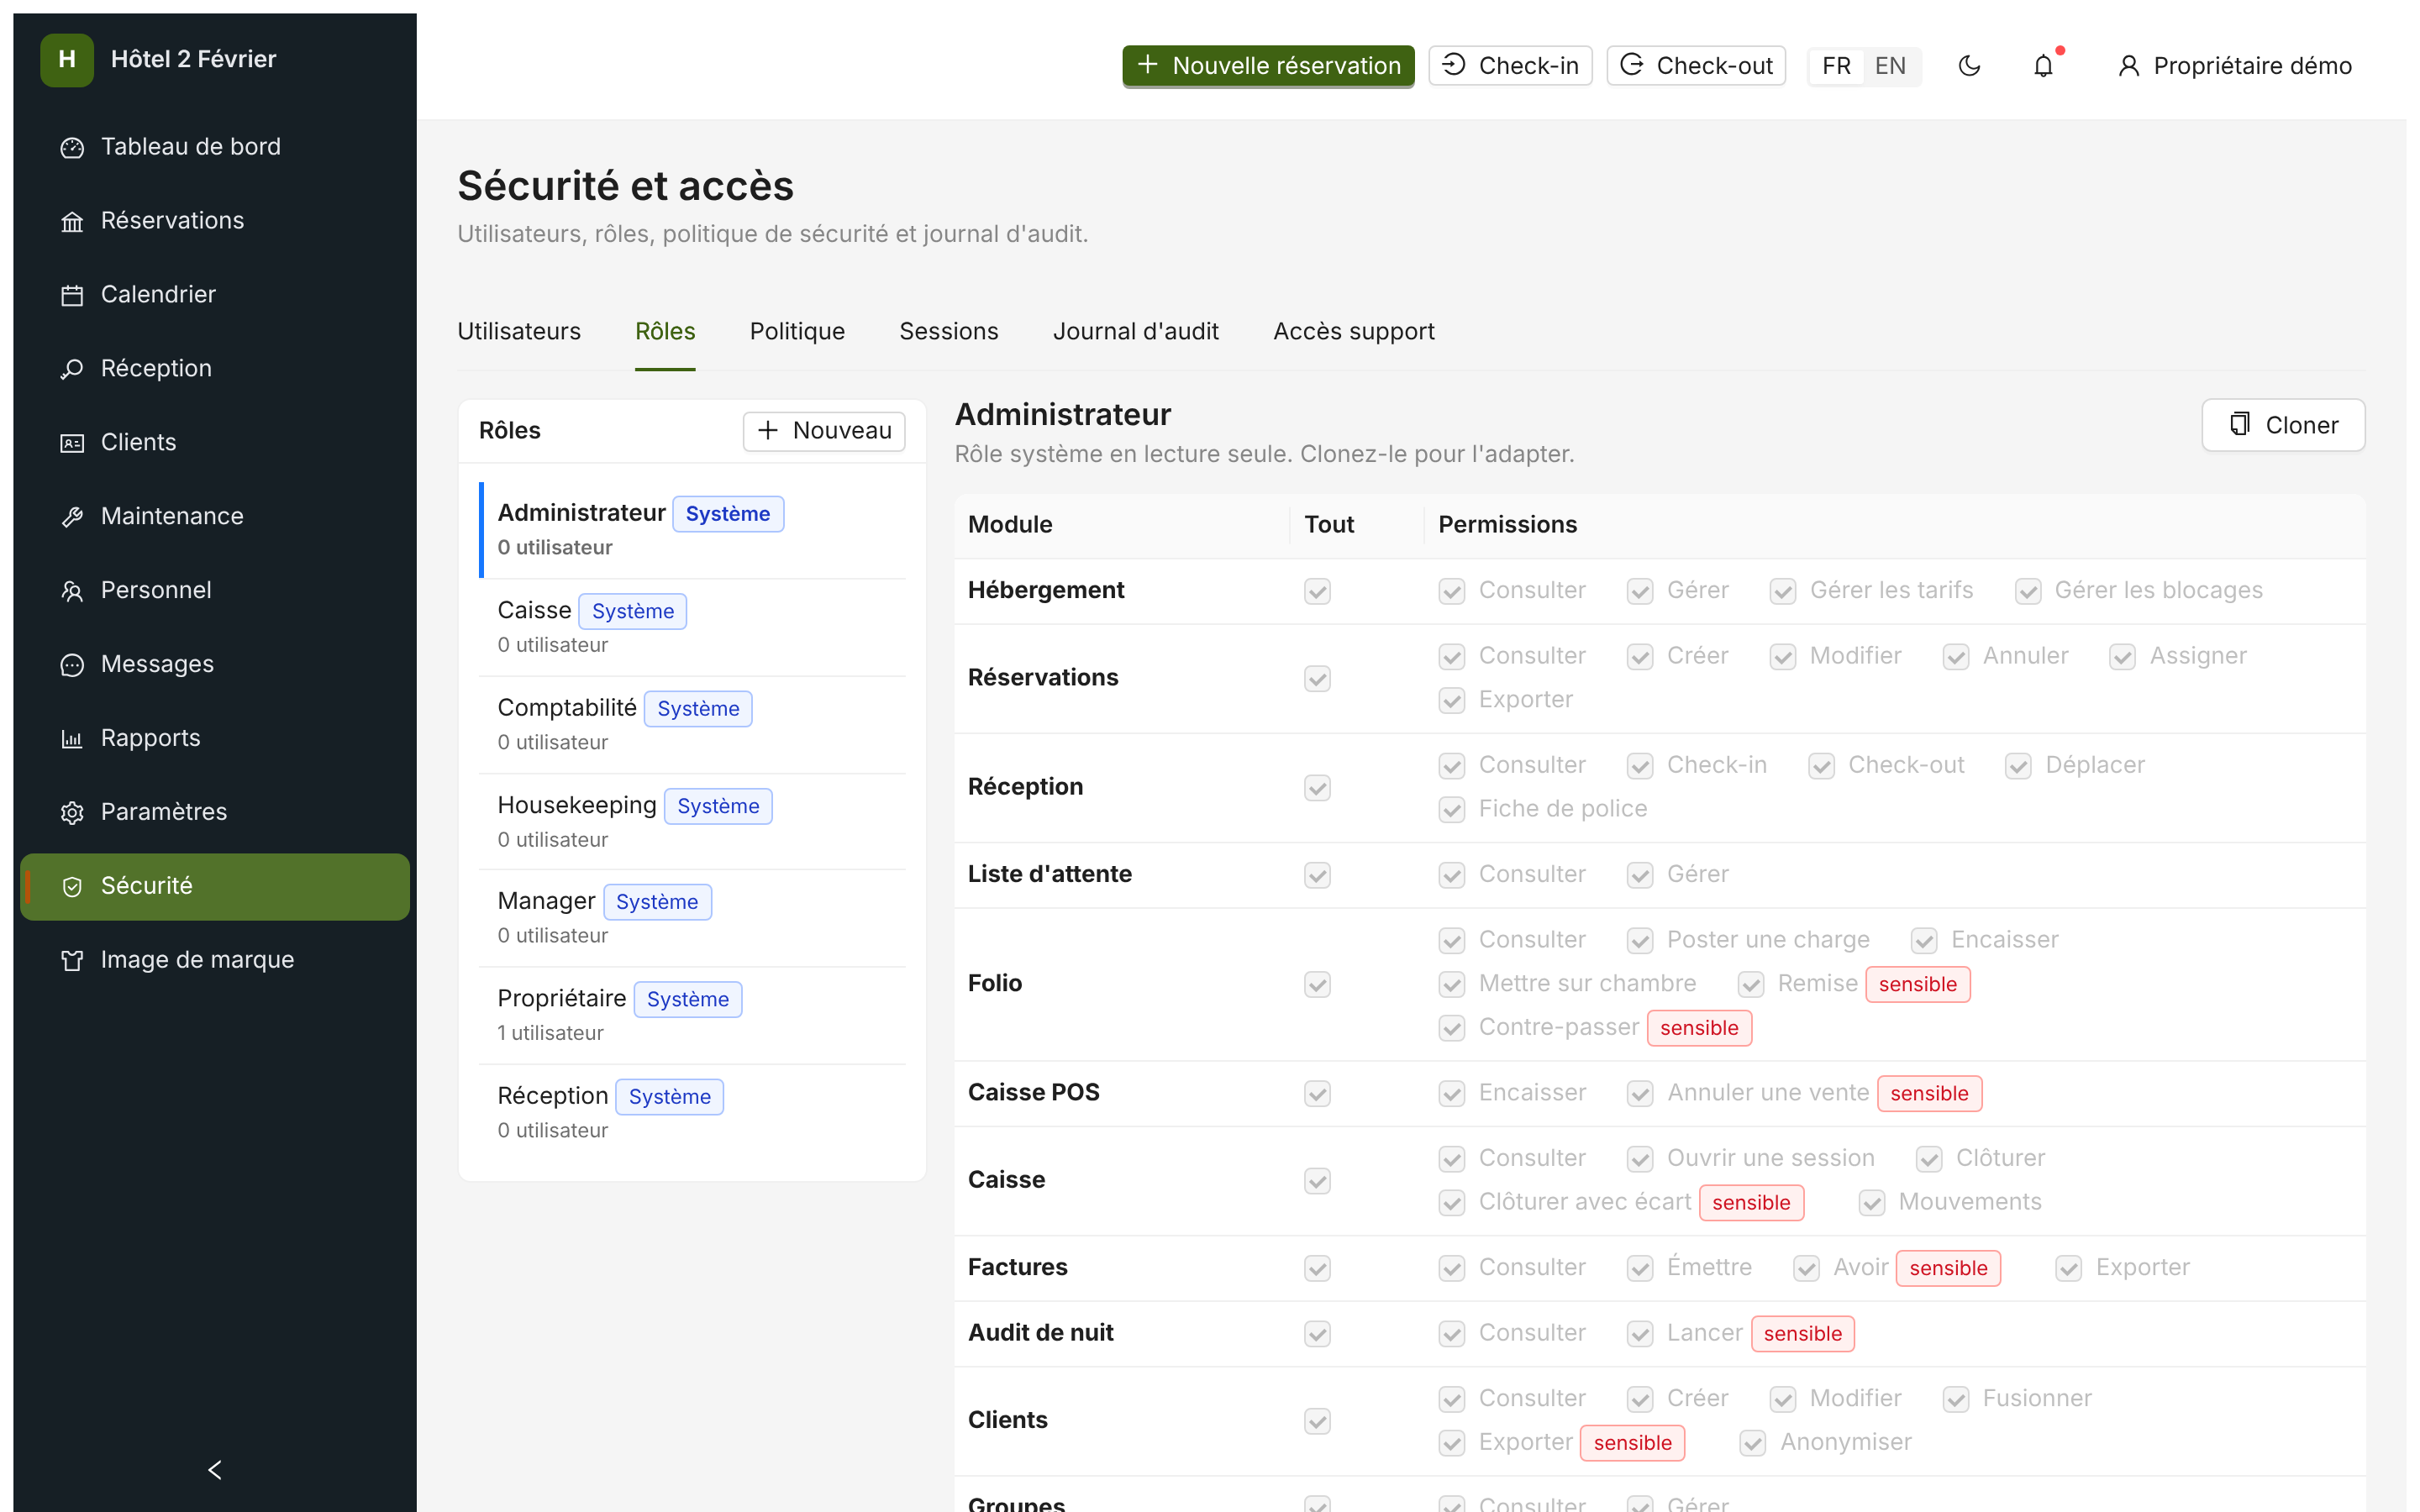 H Hôtel 2 Février
Nouvelle réservation Check-in Check-out FR EN Propriétaire démo
Tableau de bord
Réservations
Calendrier
Réception
Clients
Maintenance
Personnel
Messages
Rapports
Paramètres
Sécurité
Image de marque
Sécurité et accès
Utilisateurs, rôles, politique de sécurité et journal d'audit.
Utilisateurs Rôles Politique Sessions Journal d'audit Accès support
Rôles Nouveau
Administrateur Système
0 utilisateur
Caisse Système
0 utilisateur
Comptabilité Système
0 utilisateur
Housekeeping Système
0 utilisateur
Manager Système
0 utilisateur
Propriétaire Système
1 utilisateur
Réception Système
0 utilisateur
Administrateur
Rôle système en lecture seule. Clonez-le pour l'adapter.
Cloner
Module Tout Permissions
Hébergement Consulter Gérer Gérer les tarifs Gérer les blocages
Réservations Consulter Créer Modifier Annuler Assigner
Exporter
Réception Consulter Check-in Check-out Déplacer
Fiche de police
Liste d'attente Consulter Gérer
Folio Consulter Poster une charge Encaisser
Mettre sur chambre Remise sensible
Contre-passer sensible
Caisse POS Encaisser Annuler une vente sensible
Caisse Consulter Ouvrir une session Clôturer
Clôturer avec écart sensible Mouvements
Factures Consulter Émettre Avoir sensible Exporter
Audit de nuit Consulter Lancer sensible
Clients Consulter Créer Modifier Fusionner
Exporter sensible Anonymiser
Groupes Consulter Gérer